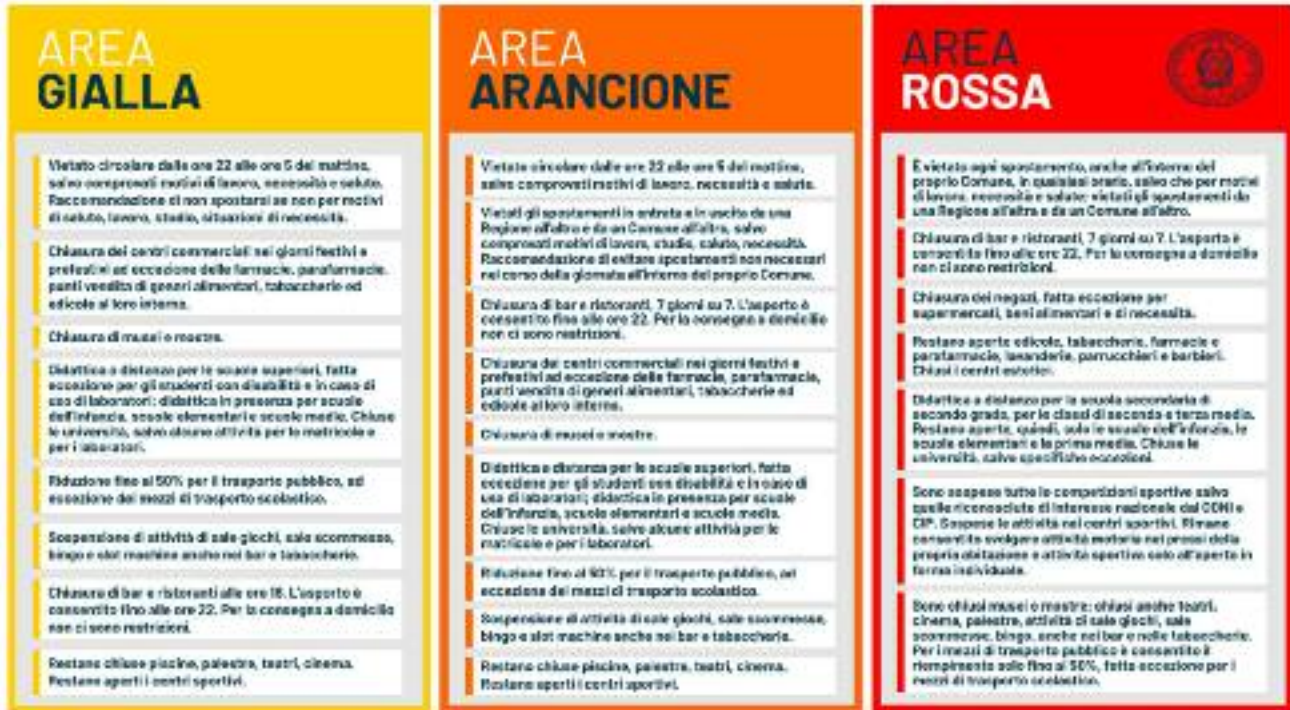 AREA
GIALLA
Vietato circolare dalle ore 22 alle ore 5 del mattino,
salvo comprovati motivi di lavoro, necessità e salute.
Raccomandazione di non spostarsi se non per motivi
di salute, lavoro, studio, situazioni di necessità.
Chiusura dei centri commerciali nei giorni festivi e
prefestivi ad eccezione delle farmacie, parafarmacie,
punti vendita di generi alimentari, tabaccherie ed
edicole al loro interno.
Chiusura di musei e mostre.
Didattica a distanza per le scuole superiori, fatta
eccezione per gli studenti con disabilità e in caso di
uso di laboratori; didattica in presenza per scuole
dell'infanzia, scuole elementari e scuole medie. Chiuse
le università, salvo alcune attività per le matricole e
per i laboratori.
Riduzione fino al 50% per il trasporto pubblico, ad
eccezione dei mezzi di trasporto scolastico.
Sospensione di attività di sale giochi, sale scommesse,
bingo e slot machine anche nei bar e tabaccherie.
Chiusura di bar e ristoranti alle ore 18. L'asporto è
consentito fino alle ore 22. Per la consegna a domicilio
non ci sono restrizioni.
Restano chiuse piscine, palestre, teatri, cinema.
Restano aperti i centri sportivi.
AREA
ARANCIONE
Vietato circolare dalle ore 22 alle ore 5 del mattino,
salvo comprovati motivi di lavoro, necessità e salute.
Vietati gli spostamenti in entrata e in uscita da una
Regione all'altra e da un Comune all'altro, salvo
comprovati motivi di lavoro, studio, salute, necessità.
Raccomandazione di evitare spostamenti non necessari
nel corso della giornata all'interno del proprio Comune.
Chiusura di bar e ristoranti, 7 giorni su 7. L'asporto è
consentito fino alle ore 22. Per la consegna a domicilio
non ci sono restrizioni.
Chiusura dei centri commerciali nei giorni festivi e
prefestivi ad eccezione delle farmacie, parafarmacie,
punti vendita di generi alimentari, tabaccherie ed
edicole al loro interno.
Chiusura di musei e mostre.
Didattica a distanza per le scuole superiori, fatta
eccezione per gli studenti con disabilità e in caso di
uso di laboratori; didattica in presenza per scuole
dell'infanzia, scuole elementari e scuole medie.
Chiuse le università, salvo alcune attività per le
matricole e per i laboratori.
Riduzione fino al 50% per il trasporto pubblico, ad
eccezione dei mezzi di trasporto scolastico.
Sospensione di attività di sale giochi, sale scommesse,
bingo e slot machine anche nei bar e tabaccherie.
Restano chiuse piscine, palestre, teatri, cinema.
Restano aperti i centri sportivi.
AREA
ROSSA
È vietato ogni spostamento, anche all'interno del
proprio Comune, in qualsiasi orario, salvo che per motivi
di lavoro, necessità e salute; vietati gli spostamenti da
una Regione all'altra e da un Comune all'altro.
Chiusura di bar e ristoranti, 7 giorni su 7. L'asporto è
consentito fino alle ore 22. Per la consegna a domicilio
non ci sono restrizioni.
Chiusura dei negozi, fatta eccezione per
supermercati, beni alimentari e di necessità.
Restano aperte edicole, tabaccherie, farmacie e
parafarmacie, lavanderie, parrucchieri e barbieri.
Chiusi i centri estetici.
Didattica a distanza per la scuola secondaria di
secondo grado, per le classi di seconda e terza media.
Restano aperte, quindi, solo le scuole dell'infanzia, le
scuole elementari e la prima media. Chiuse le
università, salvo specifiche eccezioni.
Sono sospese tutte le competizioni sportive salvo
quelle riconosciute di interesse nazionale dal CONI e
CIP. Sospese le attività nei centri sportivi. Rimane
consentito svolgere attività motoria nei pressi della
propria abitazione e attività sportiva solo all'aperto in
forma individuale.
Sono chiusi musei e mostre; chiusi anche teatri,
cinema, palestre, attività di sale giochi, sale
scommesse, bingo, anche nei bar e nelle tabaccherie.
Per i mezzi di trasporto pubblico è consentito il
riempimento solo fino al 50%, fatta eccezione per i
mezzi di trasporto scolastico.